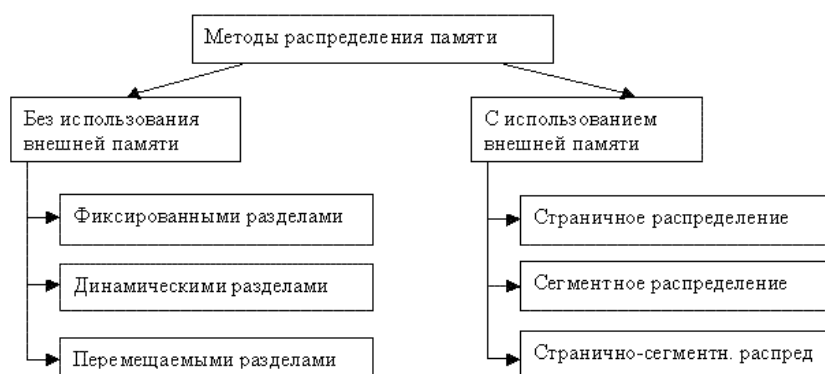 Методы распределения памяти
Без использования
внешней памяти
Фиксированными разделами
Динамическими разделами
Перемещаемыми разделами
С использованием
внешней памяти
Страничное распределение
Сегментное распределение
Странично-сегментн. распред